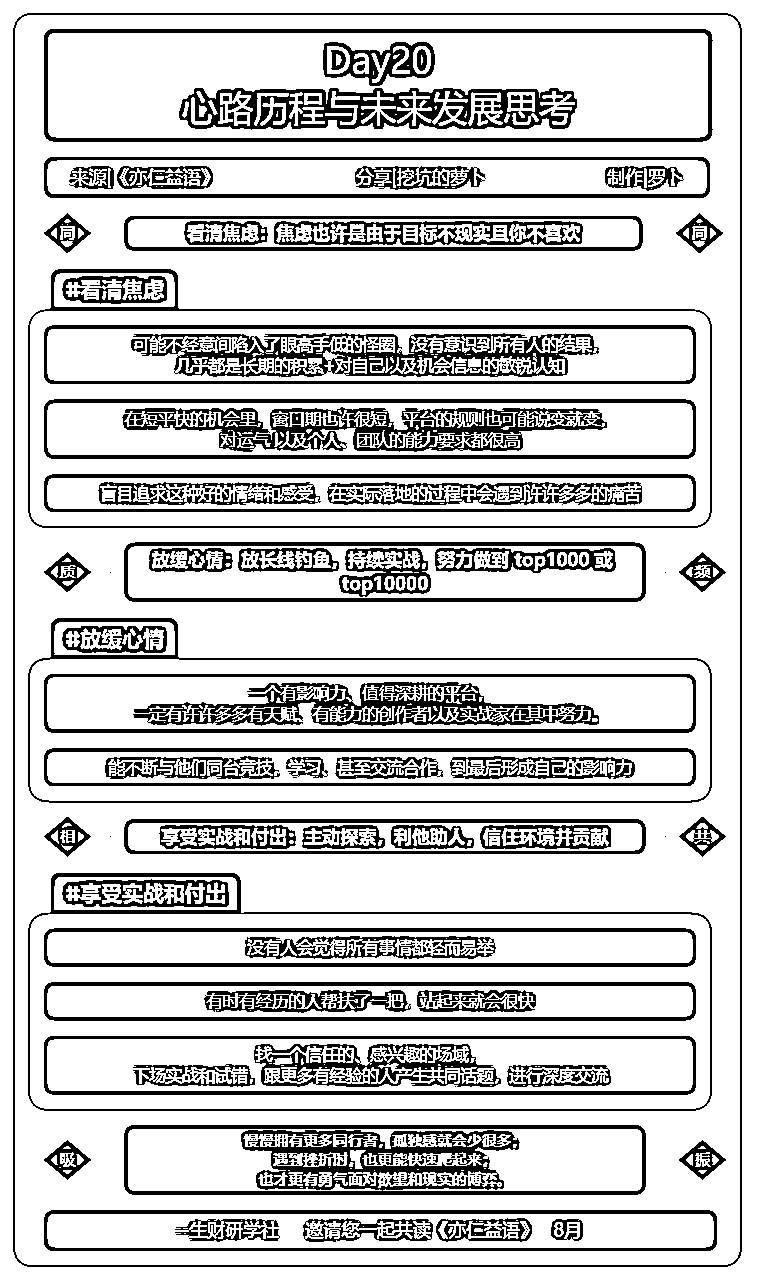 Day20
心路历程与未来发展思考
来源|《亦仁益语》 分享|挖坑的萝卜 制作|罗卜
同 看清焦虑：焦虑也许是由于目标不现实且你不喜欢 同
#看清焦虑
可能不经意间陷入了眼高手低的怪圈，没有意识到所有人的结果，
几乎都是长期的积累+对自己以及机会信息的敏锐认知
在短平快的机会里，窗口期也许很短，平台的规则也可能说变就变，
对运气以及个人、团队的能力要求都很高
盲目追求这种好的情绪和感受，在实际落地的过程中会遇到许许多多的痛苦
质 放缓心情：放长线钓鱼，持续实战，努力做到 top1000 或 频
top10000
#放缓心情
一个有影响力、值得深耕的平台，
一定有许许多多有天赋、有能力的创作者以及实战家在其中努力。
能不断与他们同台竞技，学习、甚至交流合作，到最后形成自己的影响力
相 享受实战和付出：主动探索，利他助人，信任环境并贡献 共
#享受实战和付出
没有人会觉得所有事情都轻而易举
有时有经历的人帮扶了一把，站起来就会很快
找一个信任的、感兴趣的场域，
下场实战和试错，跟更多有经验的人产生共同话题，进行深度交流
慢慢拥有更多同行者，孤独感就会少很多；
吸 遇到挫折时，也更能快速爬起来； 振
也才更有勇气面对欲望和现实的博弈。
—生财研学社 邀请您一起共读《亦仁益语》 8月